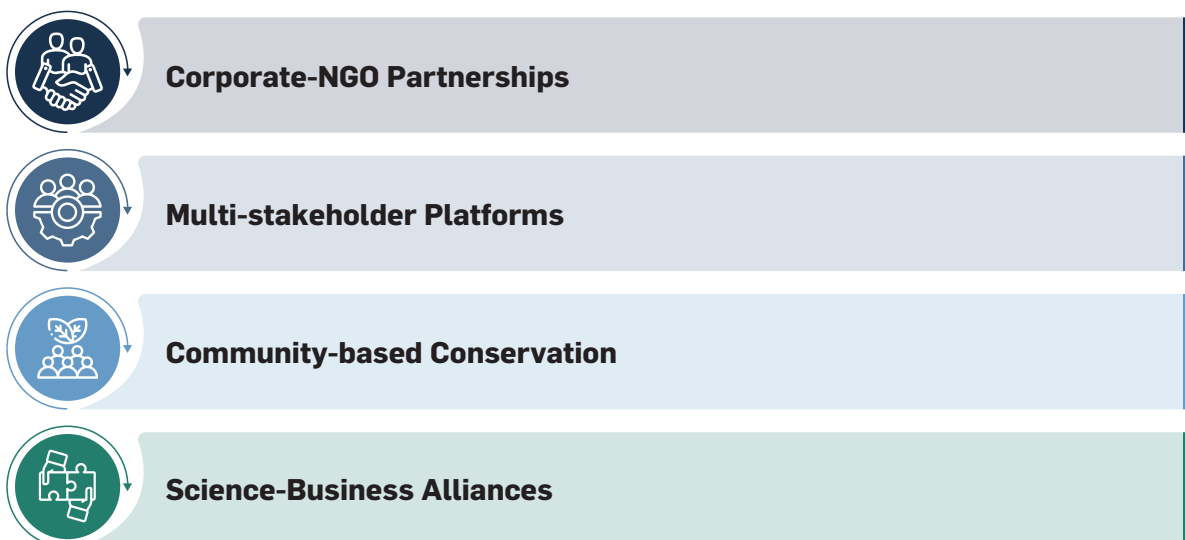 Corporate-NGO Partnerships
Multi-stakeholder Platforms
Community-based Conservation
Science-Business Alliances